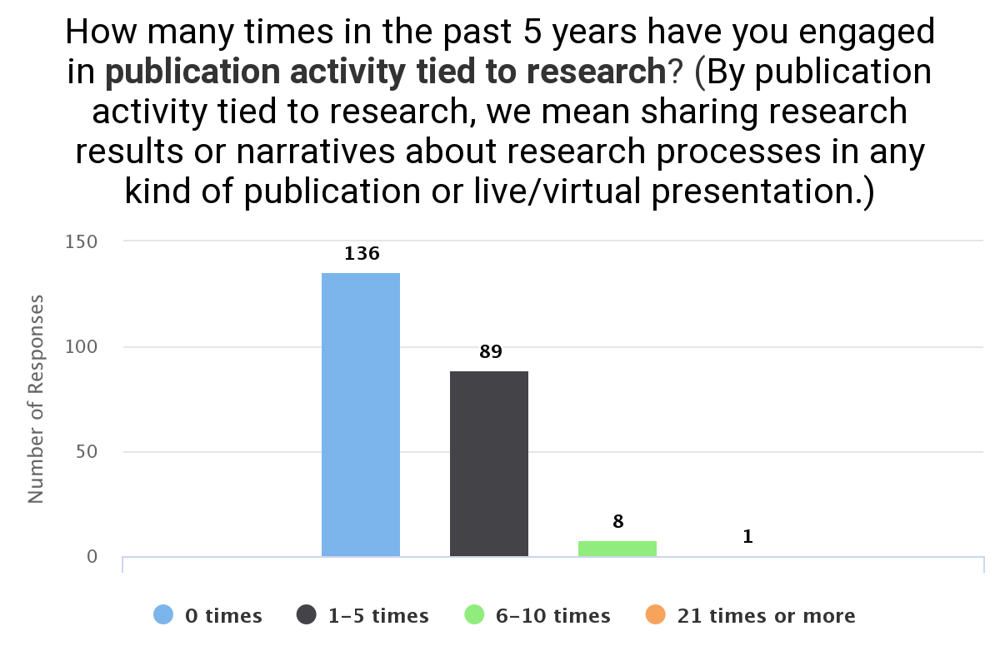 How many times in the past 5 years have you engaged
in publication activity tied to research? (By publication
activity tied to research, we mean sharing research
results or narratives about research processes in any
kind of publication or live/virtual presentation.)
150
136
100
89
50
8
1
0
Number of Responses
0 times 1–5 times 6–10 times 21 times or more